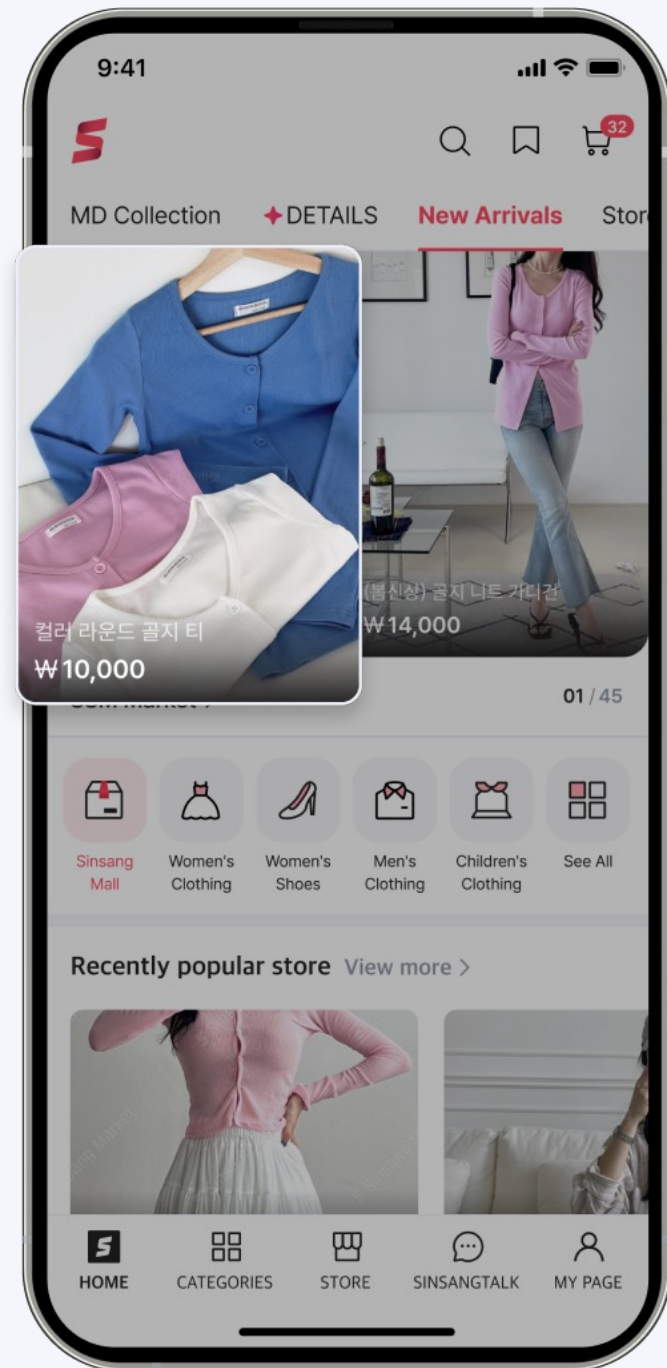 9:41
32
MD Collection
DETAILS
New Arrivals
컬러 라운드 골지 티
₩10,000
(봄신상) 골지 니트 가디건
₩14,000
01 / 45
Sinsang
Mall
Women's
Clothing
Women's
Shoes
Men's
Clothing
Children's
Clothing
See All
Recently popular store
View more >
HOME
CATEGORIES
STORE
SINSANGTALK
MY PAGE